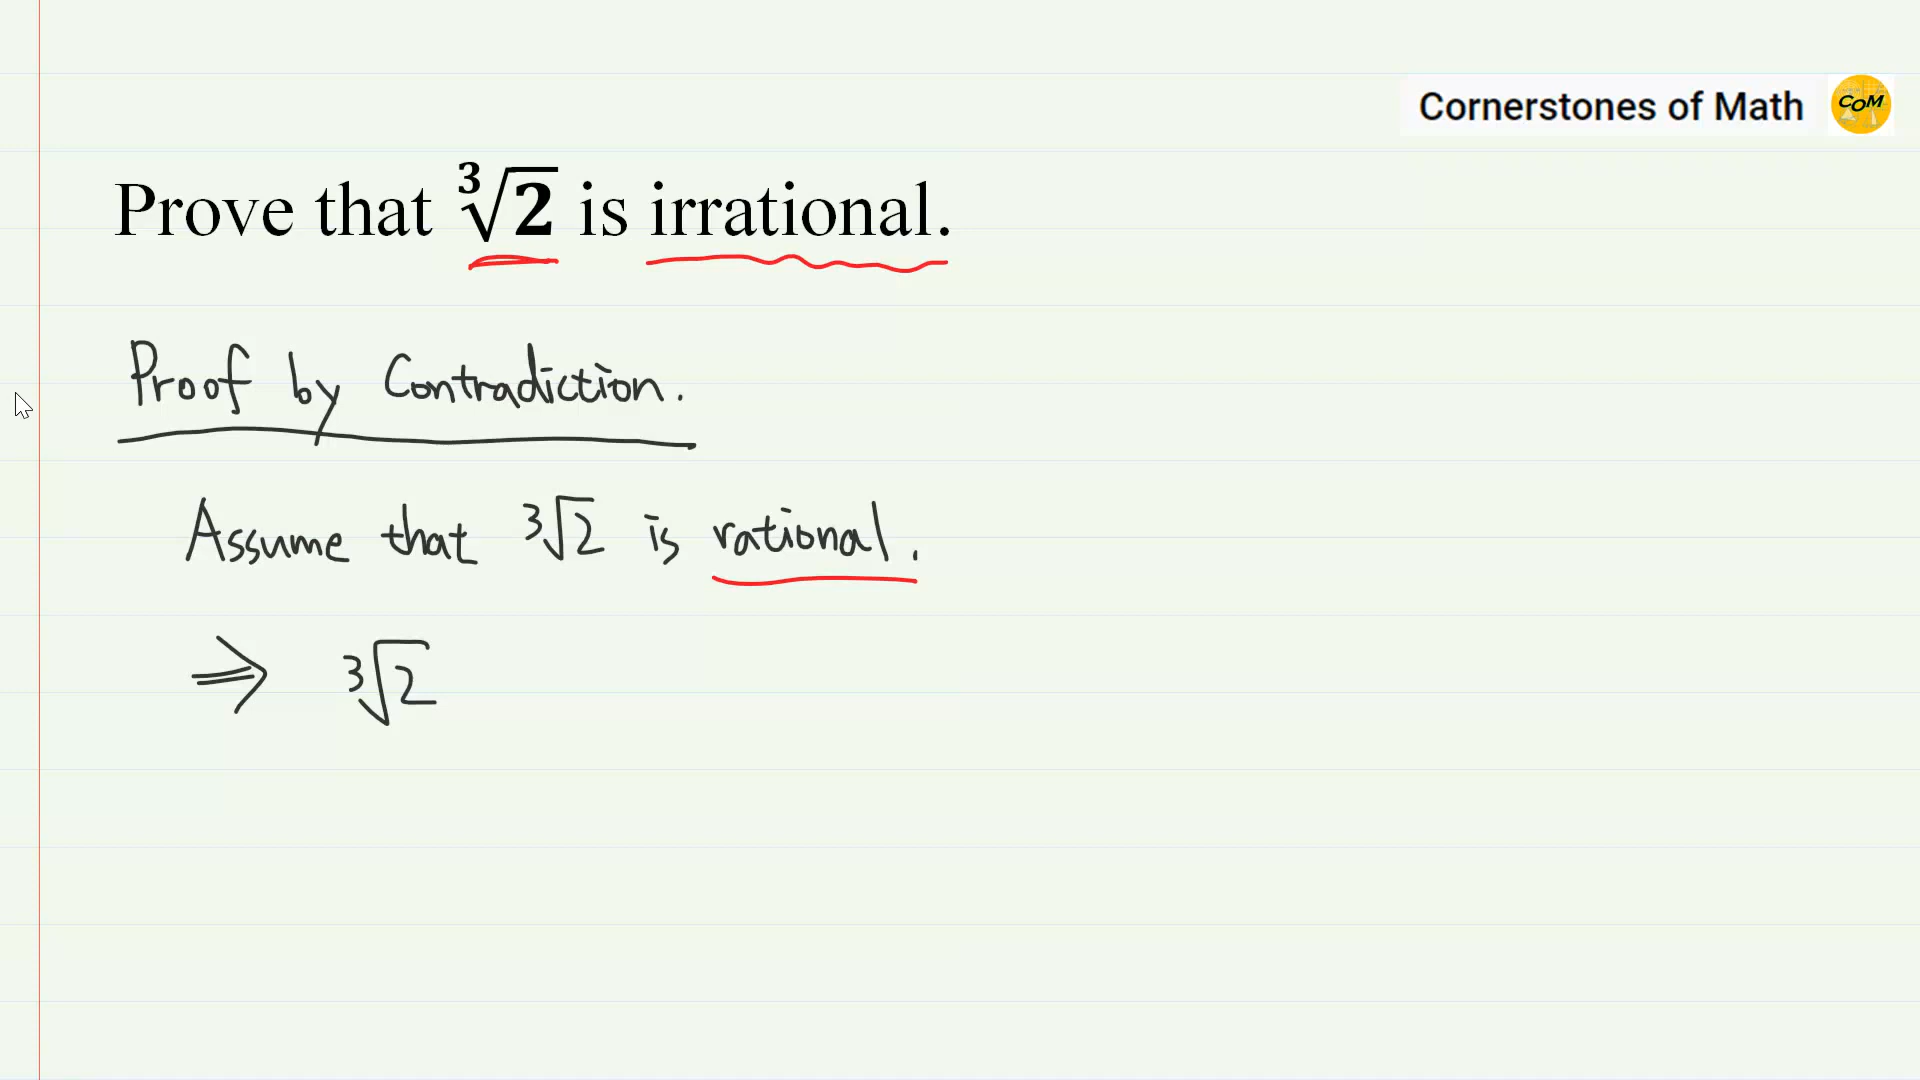 Cornerstones of Math
COM
Prove that ∛2 is irrational.
Proof by Contradiction.
Assume that ∛2 is rational.
⇒ ∛2